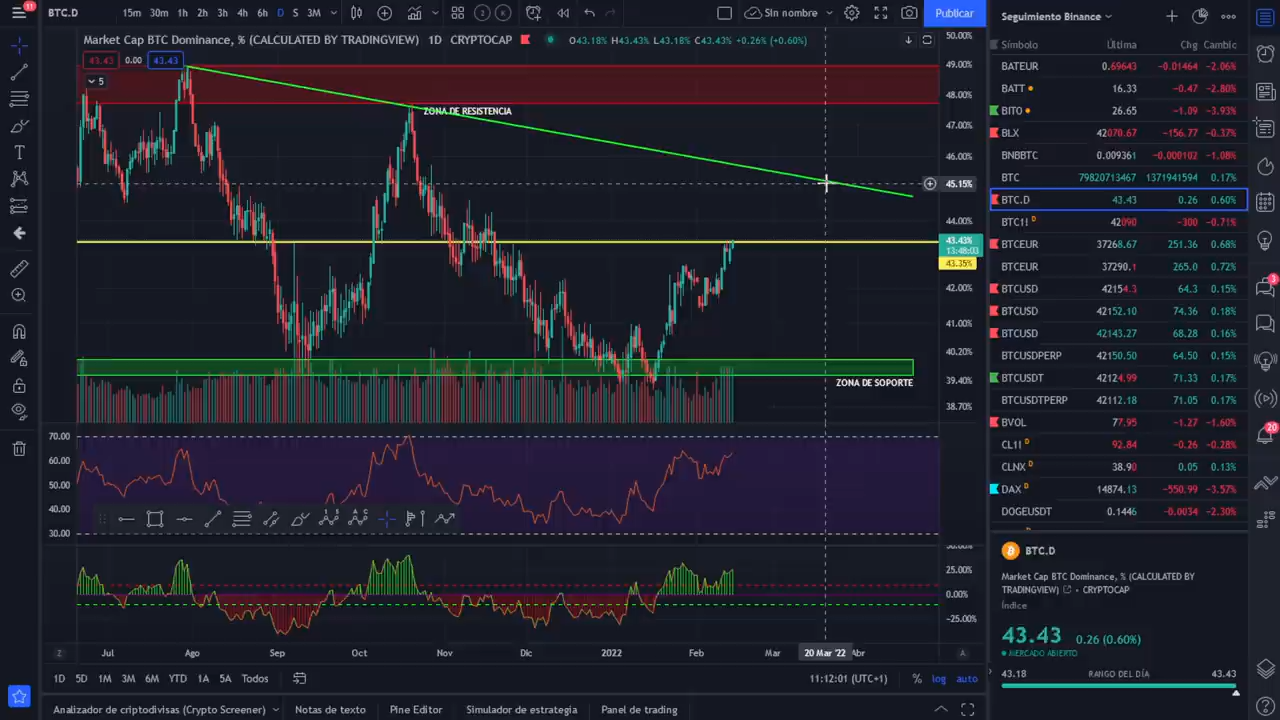 11
BTC.D
15m 30m 1h 2h 3h 4h 6h D S 3M
2 K
Sin nombre
Publicar
Market Cap BTC Dominance, % (CALCULATED BY TRADINGVIEW) 1D CRYPTOCAP
O43.18% H43.43% L43.18% C43.43% +0.26% (+0.60%)
43.43 0.00 43.43
5
ZONA DE RESISTENCIA
ZONA DE SOPORTE
50.00%
49.00%
48.00%
47.00%
46.00%
45.15%
44.00%
43.43%
13:48:03
43.35%
42.00%
41.00%
40.20%
39.40%
38.70%
70.00
60.00
50.00
40.00
30.00
50.00%
25.00%
0.00%
−25.00%
Z Jul Ago Sep Oct Nov Dic 2022 Feb Mar 20 Mar '22 Abr A
1D 5D 1M 3M 6M YTD 1A 5A Todos
11:12:01 (UTC+1) % log auto
Analizador de criptodivisas (Crypto Screener) Notas de texto Pine Editor Simulador de estrategia Panel de trading
Seguimiento Binance
Símbolo Última Chg Cambio
BATEUR 0.69643 −0.01464 −2.06%
BATT 16.33 −0.47 −2.80%
BITO 26.65 −1.09 −3.93%
BLX 42070.67 −156.77 −0.37%
BNBBTC 0.009361 −0.000102 −1.08%
BTC 79820713467 1371941594 0.17%
BTC.D 43.43 0.26 0.60%
BTC1! D 42090 −300 −0.71%
BTCEUR 37268.67 251.36 0.68%
BTCEUR 37290.1 265.0 0.72%
BTCUSD 42154.3 64.3 0.15%
BTCUSD 42152.10 74.36 0.18%
BTCUSD 42143.27 68.28 0.16%
BTCUSDPERP 42150.50 64.50 0.15%
BTCUSDT 42124.99 71.33 0.17%
BTCUSDTPERP 42112.18 71.05 0.17%
BVOL 77.95 −1.27 −1.60%
CL1! D 92.84 −0.26 −0.28%
CLNX D 38.90 0.05 0.13%
DAX D 14874.13 −550.99 −3.57%
DOGEUSDT 0.1446 −0.0034 −2.30%
BTC.D
Market Cap BTC Dominance, % (CALCULATED BY
TRADINGVIEW) • CRYPTOCAP
Índice
43.43 0.26 (0.60%)
MERCADO ABIERTO
43.18 RANGO DEL DÍA 43.43
3
20